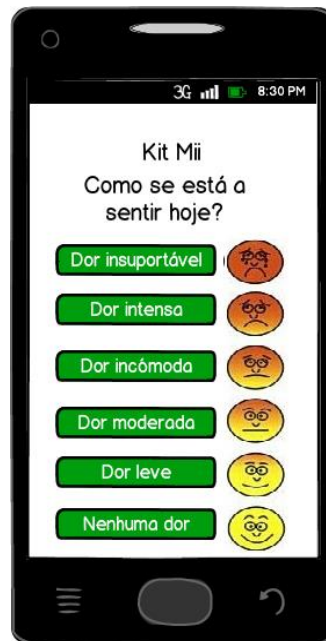 3G 8:30 PM
Kit Mii
Como se está a
sentir hoje?
Dor insuportável
Dor intensa
Dor incómoda
Dor moderada
Dor leve
Nenhuma dor